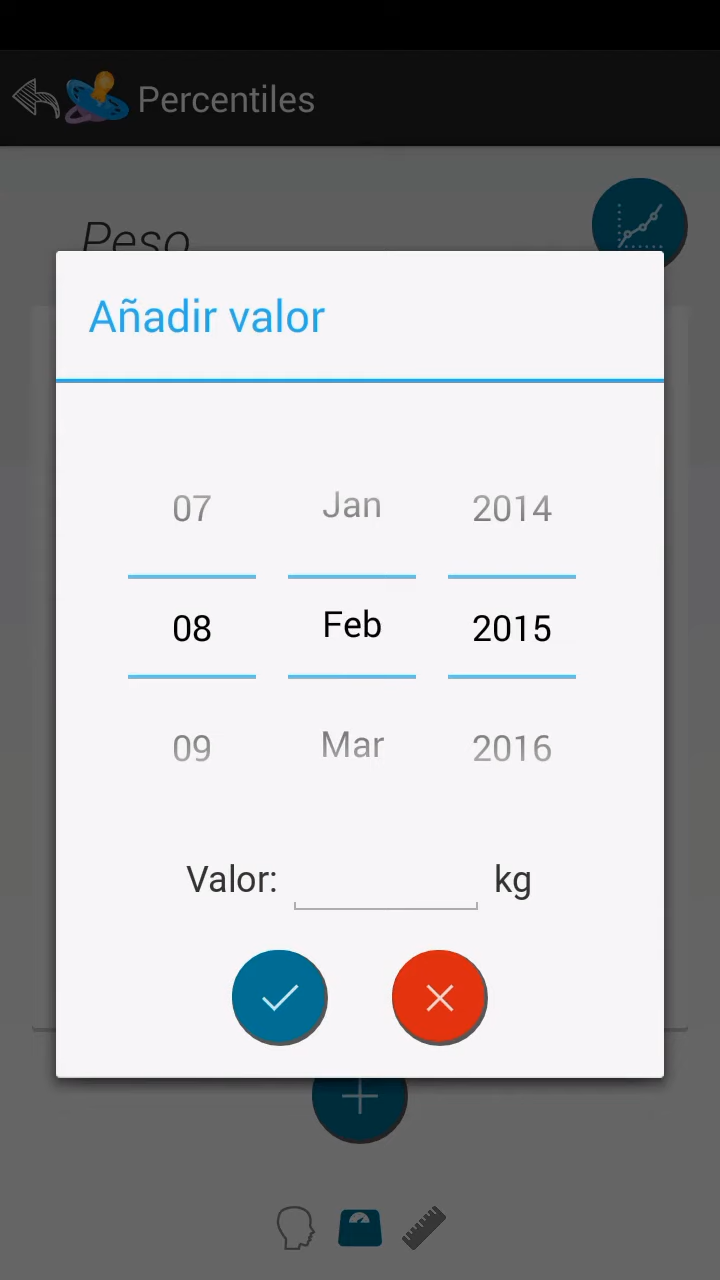 Percentiles
Peso
Añadir valor
07 Jan 2014
08 Feb 2015
09 Mar 2016
Valor: kg